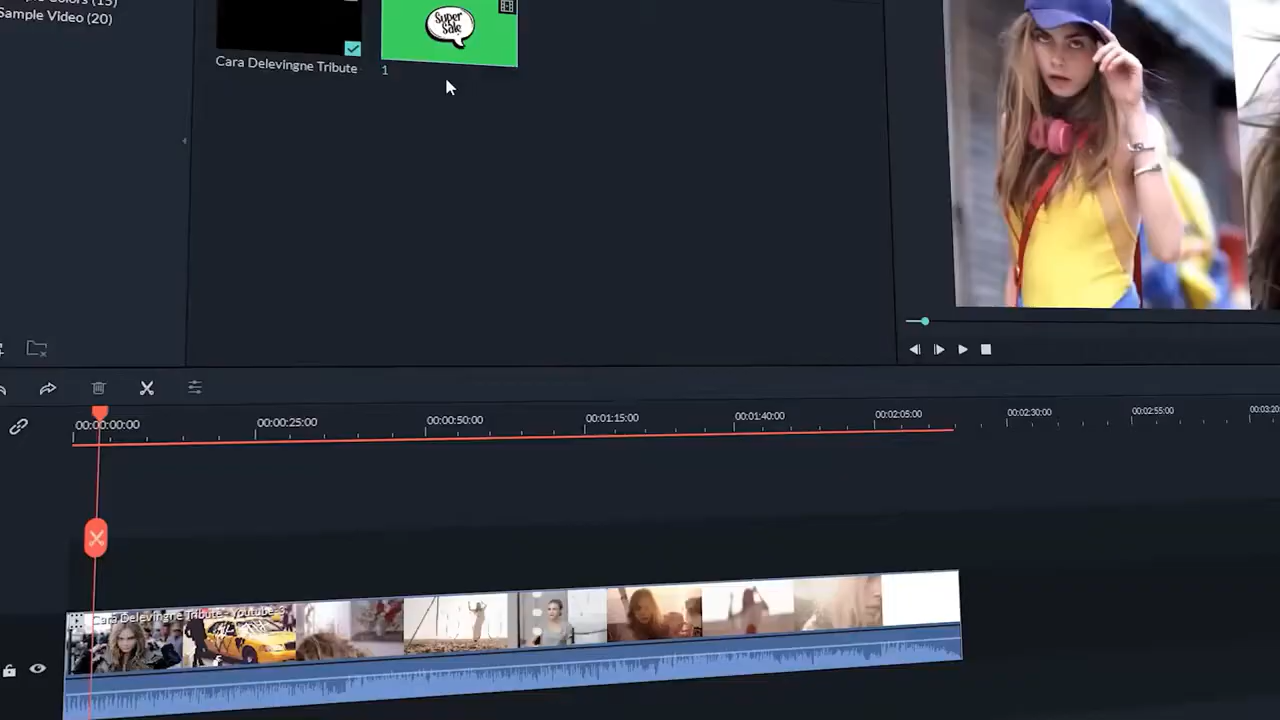 Sample Video (20)
Super
Sale
Cara Delevingne Tribute
1
00:00:00:00
00:00:25:00
00:00:50:00
00:01:15:00
00:01:40:00
00:02:05:00
00:02:30:00
00:02:55:00
Cara Delevingne Tribute - Youtube-3